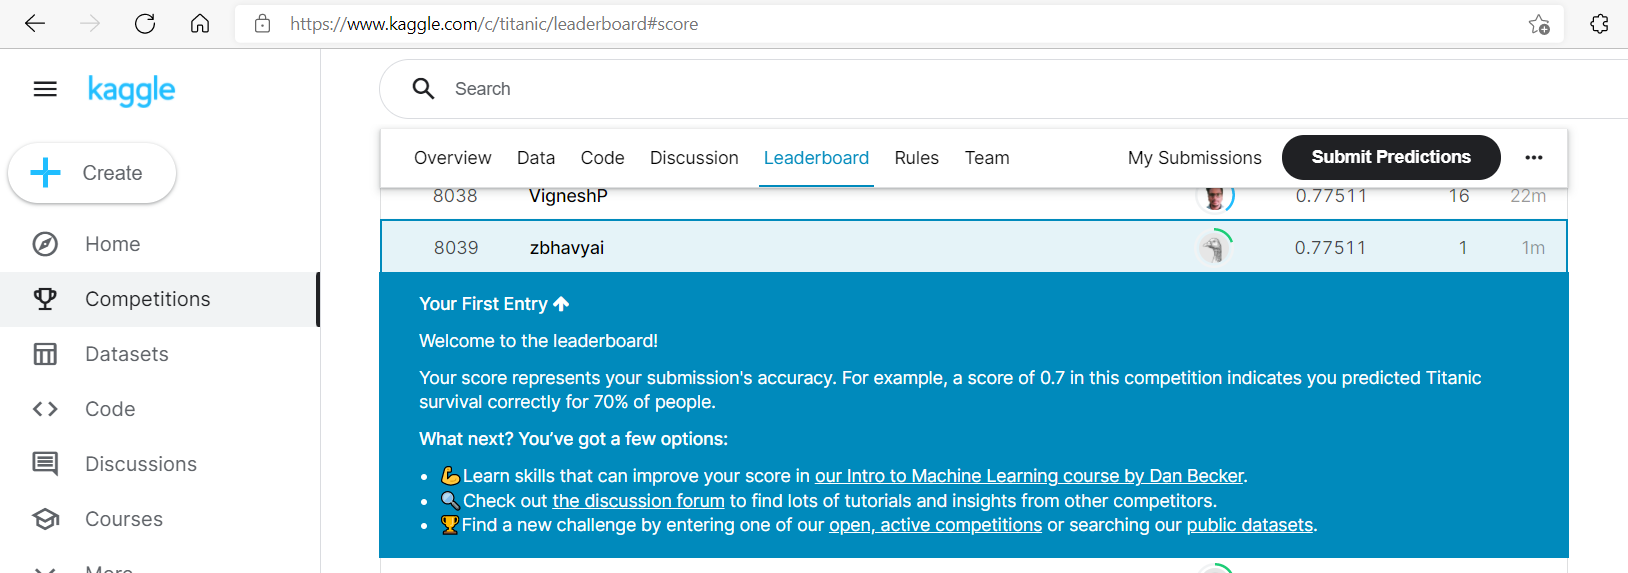 https://www.kaggle.com/c/titanic/leaderboard#score
kaggle
Search
Create
Overview Data Code Discussion Leaderboard Rules Team My Submissions Submit Predictions
8038 VigneshP 0.77511 16 22m
Home
8039 zbhavyai 0.77511 1 1m
Competitions
Your First Entry
Welcome to the leaderboard!
Datasets
Your score represents your submission's accuracy. For example, a score of 0.7 in this competition indicates you predicted Titanic
survival correctly for 70% of people.
Code
What next? You've got a few options:
Discussions
• 💪Learn skills that can improve your score in our Intro to Machine Learning course by Dan Becker.
• 🔍Check out the discussion forum to find lots of tutorials and insights from other competitors.
• 🏆Find a new challenge by entering one of our open, active competitions or searching our public datasets.
Courses
More